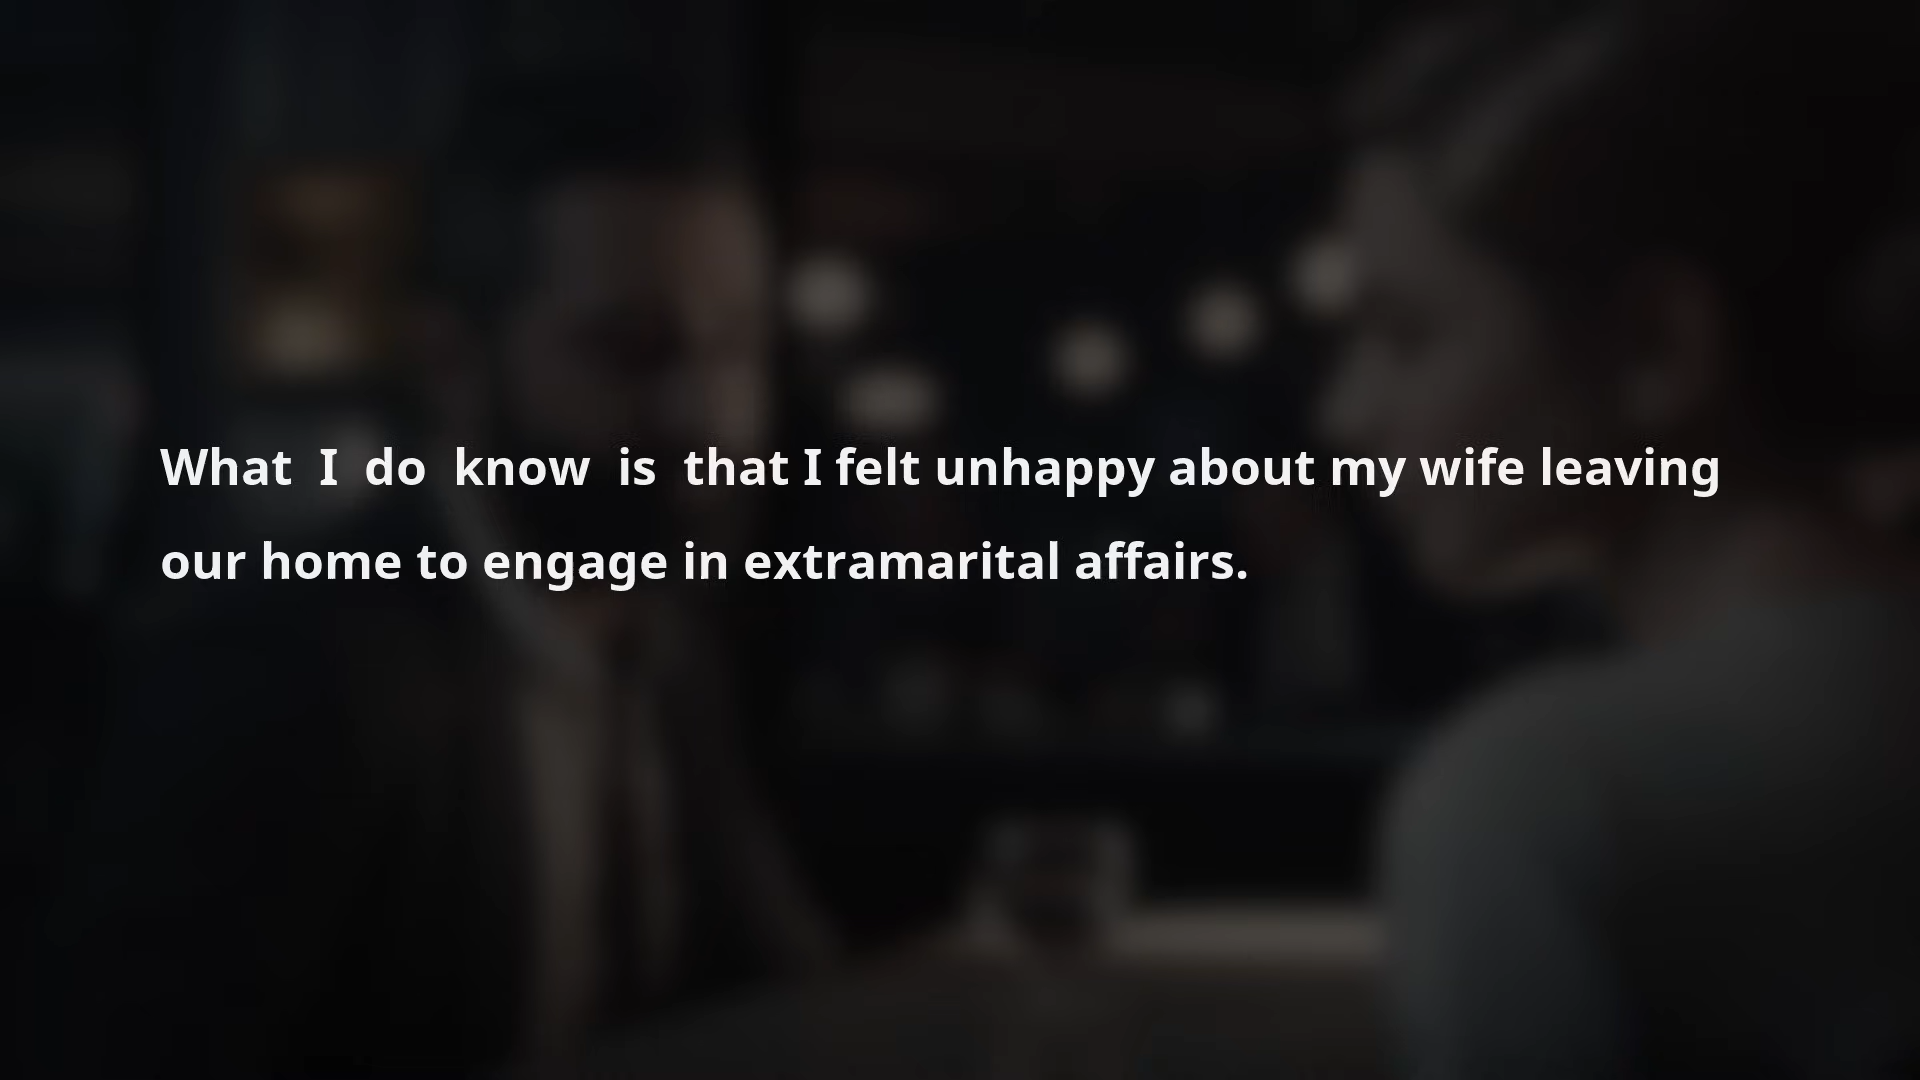 What I do know is that I felt unhappy about my wife leaving
our home to engage in extramarital affairs.